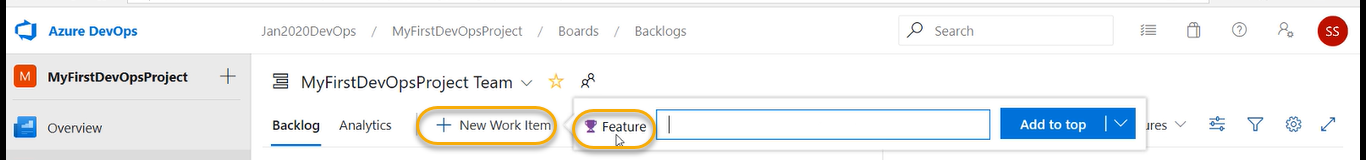 Azure DevOps Jan2020DevOps / MyFirstDevOpsProject / Boards / Backlogs Search SS
M MyFirstDevOpsProject + MyFirstDevOpsProject Team
Overview Backlog Analytics + New Work Item Feature Add to top ures